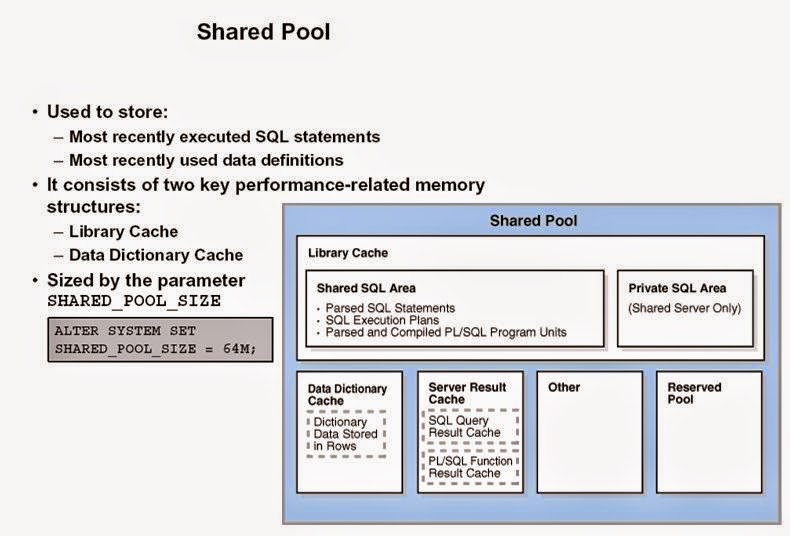 Shared Pool
• Used to store:
– Most recently executed SQL statements
– Most recently used data definitions
• It consists of two key performance-related memory
structures:
– Library Cache
– Data Dictionary Cache
• Sized by the parameter
SHARED_POOL_SIZE
ALTER SYSTEM SET
SHARED_POOL_SIZE = 64M;
Shared Pool
Library Cache
Shared SQL Area
• Parsed SQL Statements
• SQL Execution Plans
• Parsed and Compiled PL/SQL Program Units
Private SQL Area
(Shared Server Only)
Data Dictionary
Cache
Dictionary
Data Stored
in Rows
Server Result
Cache
SQL Query
Result Cache
PL/SQL Function
Result Cache
Other
Reserved
Pool